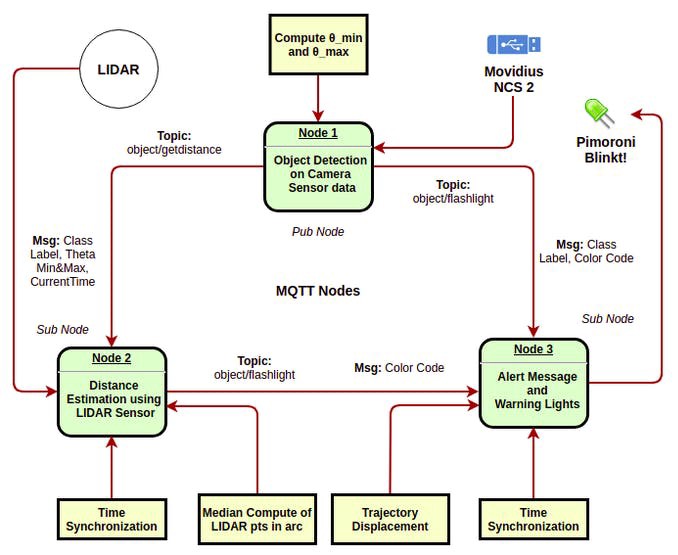 LIDAR
Compute θ_min
and θ_max
Movidius
NCS 2
Pimoroni
Blinkt!
Node 1
Object Detection
on Camera
Sensor data
Pub Node
Topic:
object/getdistance
Topic:
object/flashlight
Msg: Class
Label, Theta
Min&Max,
CurrentTime
Msg: Class
Label, Color Code
MQTT Nodes
Sub Node
Sub Node
Node 2
Distance
Estimation using
LIDAR Sensor
Topic:
object/flashlight
Msg: Color Code
Node 3
Alert Message
and
Warning Lights
Time
Synchronization
Median Compute of
LIDAR pts in arc
Trajectory
Displacement
Time
Synchronization